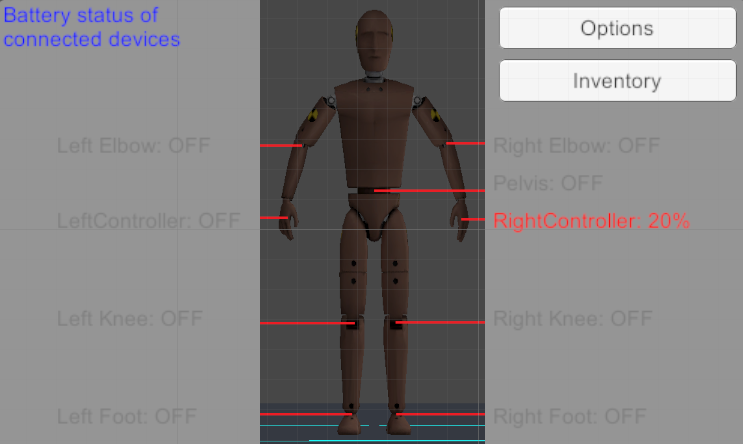 Battery status of
connected devices
Options
Inventory
Left Elbow: OFF
Right Elbow: OFF
Pelvis: OFF
LeftController: OFF
RightController: 20%
Left Knee: OFF
Right Knee: OFF
Left Foot: OFF
Right Foot: OFF